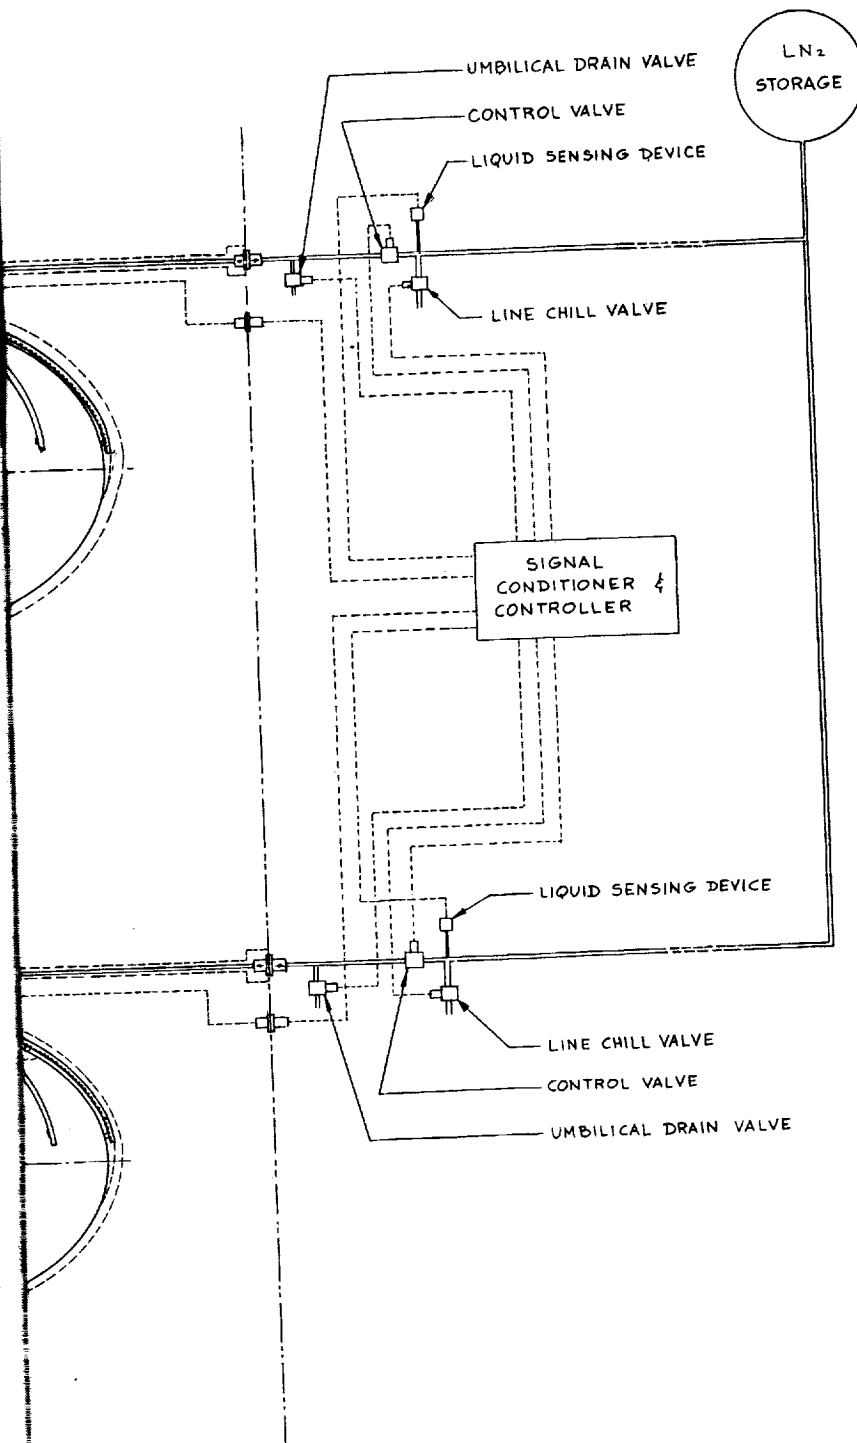 LN₂
STORAGE
UMBILICAL DRAIN VALVE
CONTROL VALVE
LIQUID SENSING DEVICE
LINE CHILL VALVE
SIGNAL
CONDITIONER &
CONTROLLER
LIQUID SENSING DEVICE
LINE CHILL VALVE
CONTROL VALVE
UMBILICAL DRAIN VALVE